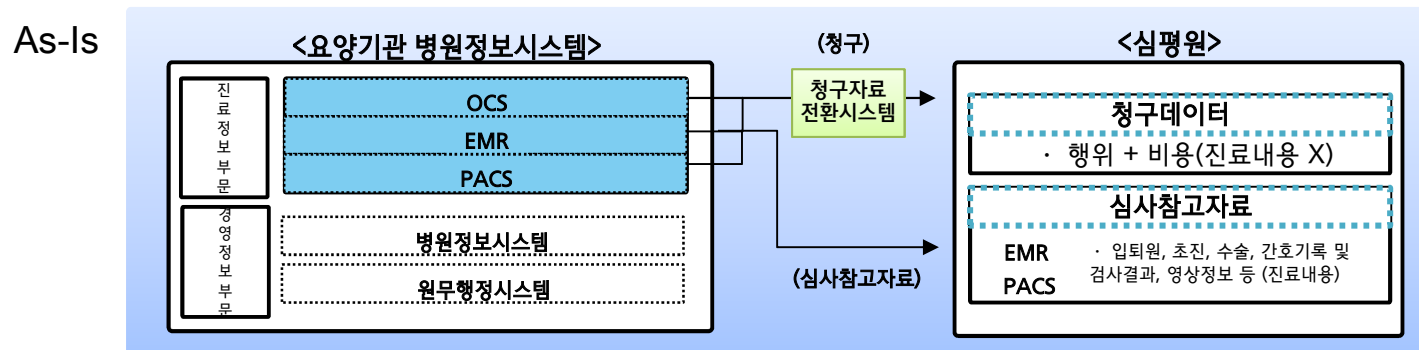 As-Is
<요양기관 병원정보시스템>
진료정보부문
OCS
EMR
PACS
경영정보부문
병원정보시스템
원무행정시스템
(청구)
청구자료
전환시스템
(심사참고자료)
<심평원>
청구데이터
· 행위 + 비용(진료내용 X)
심사참고자료
EMR
PACS
· 입퇴원, 초진, 수술, 간호기록 및
검사결과, 영상정보 등 (진료내용)